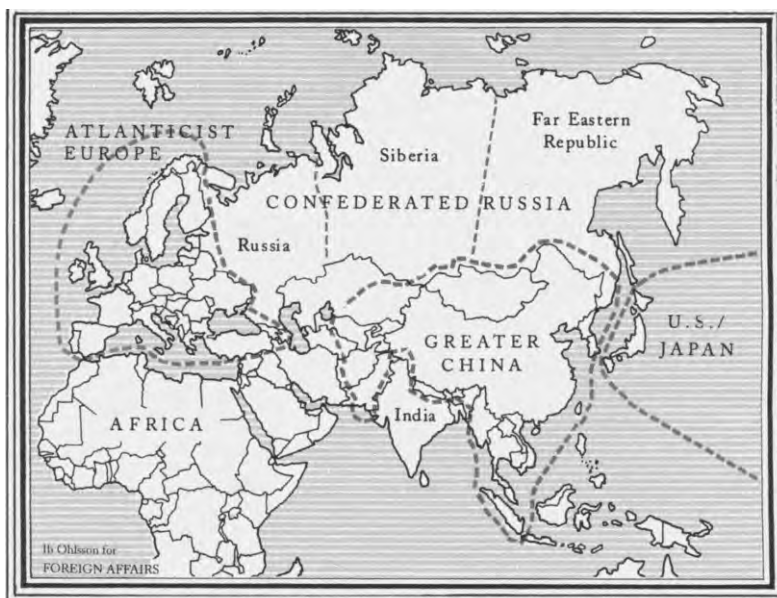 ATLANTICIST
EUROPE
Far Eastern
Republic
Siberia
CONFEDERATED RUSSIA
Russia
U.S./
JAPAN
GREATER
CHINA
India
AFRICA
Ib Ohlsson for
FOREIGN AFFAIRS